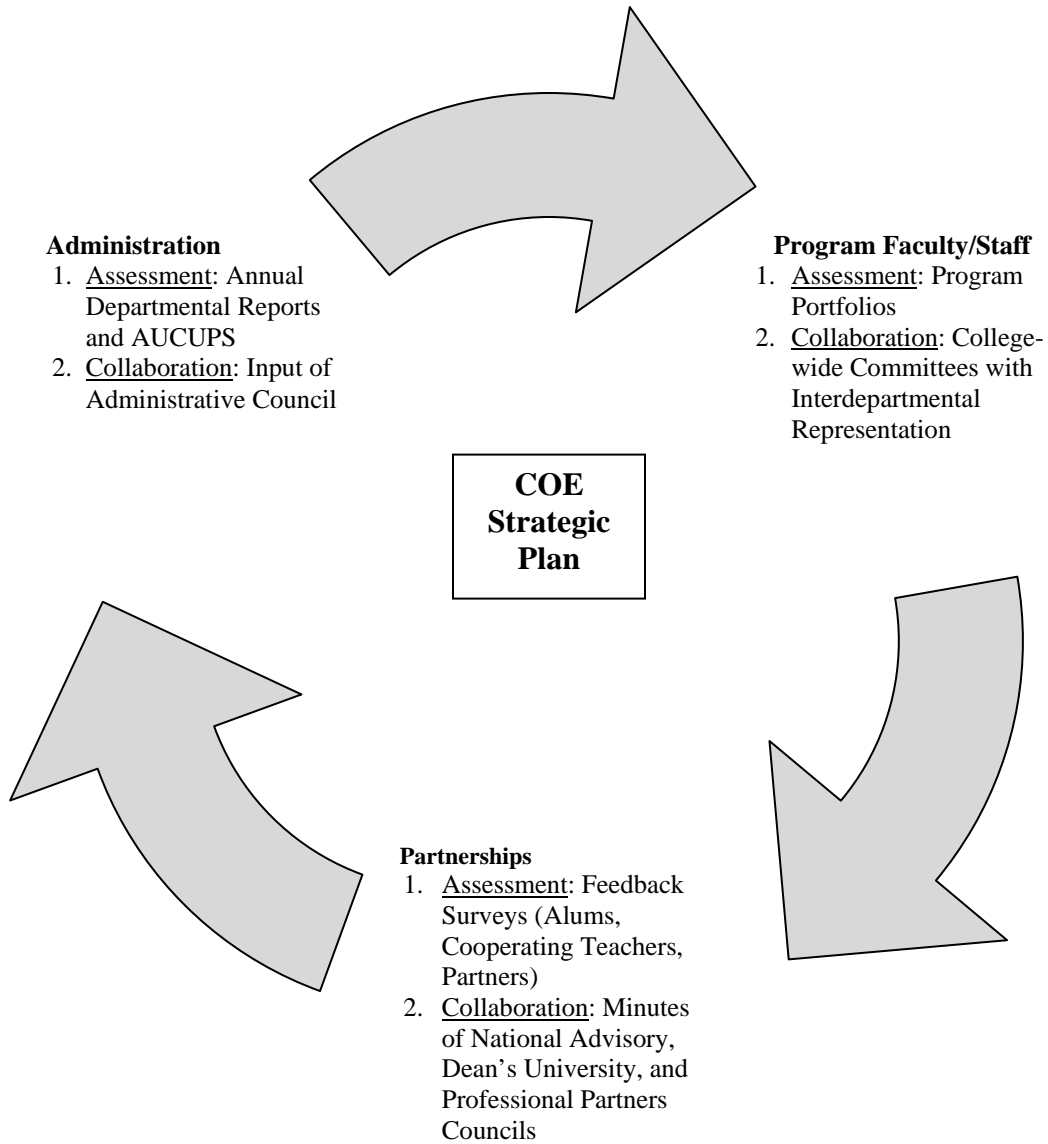 Administration
1. Assessment: Annual
Departmental Reports
and AUCUPS
2. Collaboration: Input of
Administrative Council
Program Faculty/Staff
1. Assessment: Program
Portfolios
2. Collaboration: College-
wide Committees with
Interdepartmental
Representation
COE
Strategic
Plan
Partnerships
1. Assessment: Feedback
Surveys (Alums,
Cooperating Teachers,
Partners)
2. Collaboration: Minutes
of National Advisory,
Dean’s University, and
Professional Partners
Councils